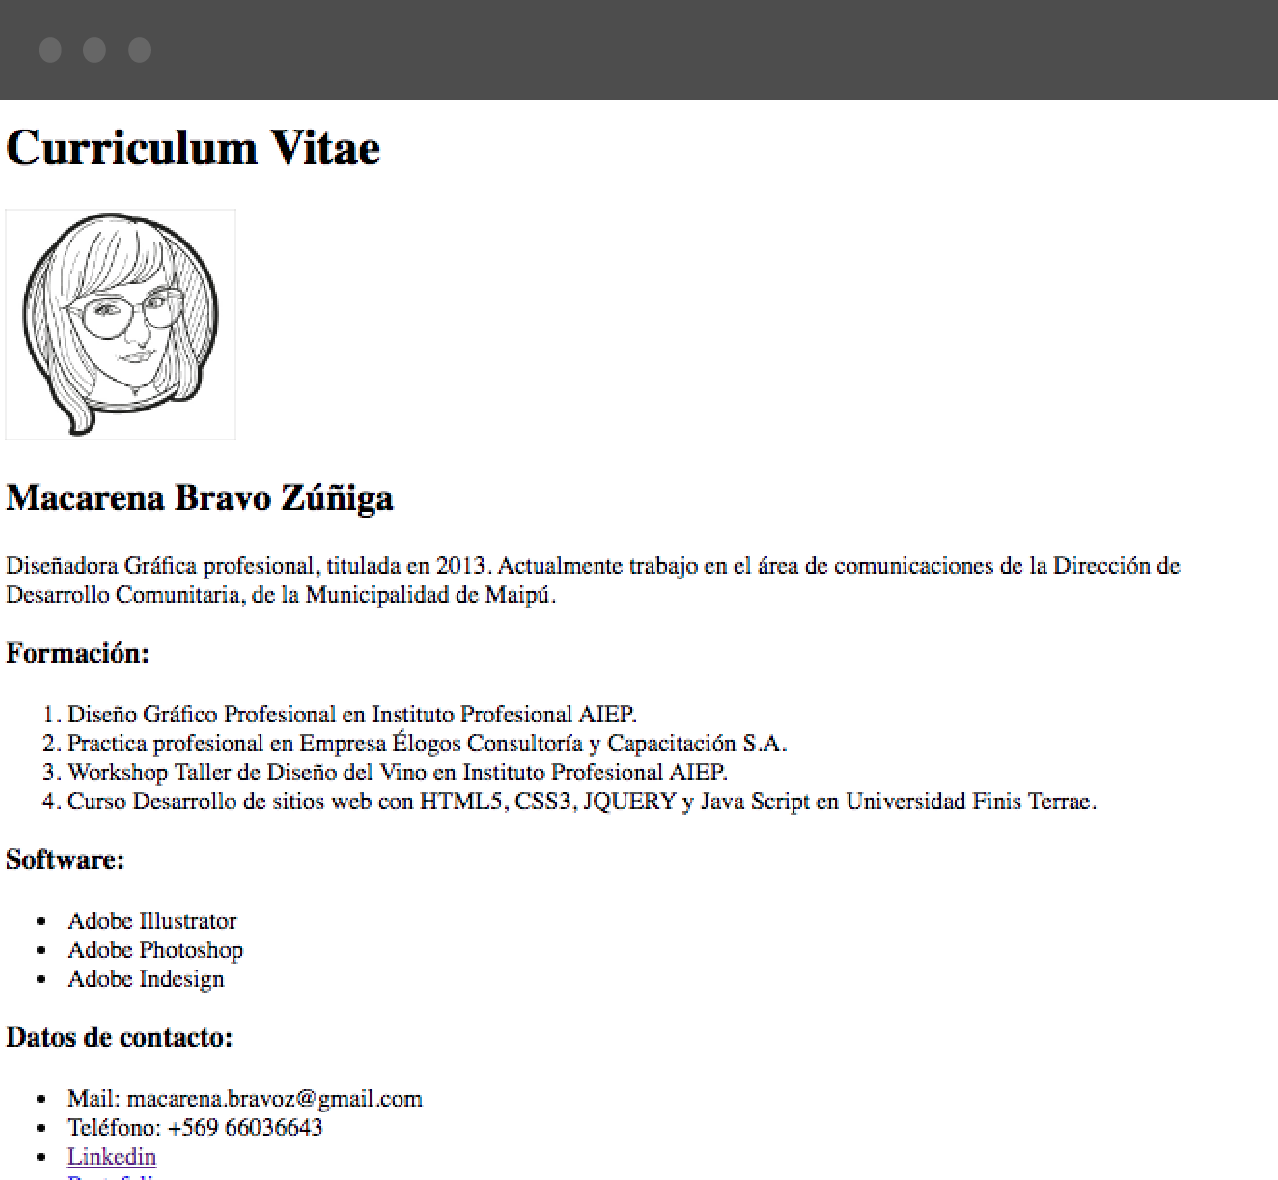 Curriculum Vitae
Macarena Bravo Zúñiga
Diseñadora Gráfica profesional, titulada en 2013. Actualmente trabajo en el área de comunicaciones de la Dirección de
Desarrollo Comunitaria, de la Municipalidad de Maipú.
Formación:
1. Diseño Gráfico Profesional en Instituto Profesional AIEP.
2. Practica profesional en Empresa Élogos Consultoría y Capacitación S.A.
3. Workshop Taller de Diseño del Vino en Instituto Profesional AIEP.
4. Curso Desarrollo de sitios web con HTML5, CSS3, JQUERY y Java Script en Universidad Finis Terrae.
Software:
• Adobe Illustrator
• Adobe Photoshop
• Adobe Indesign
Datos de contacto:
• Mail: macarena.bravoz@gmail.com
• Teléfono: +569 66036643
• Linkedin